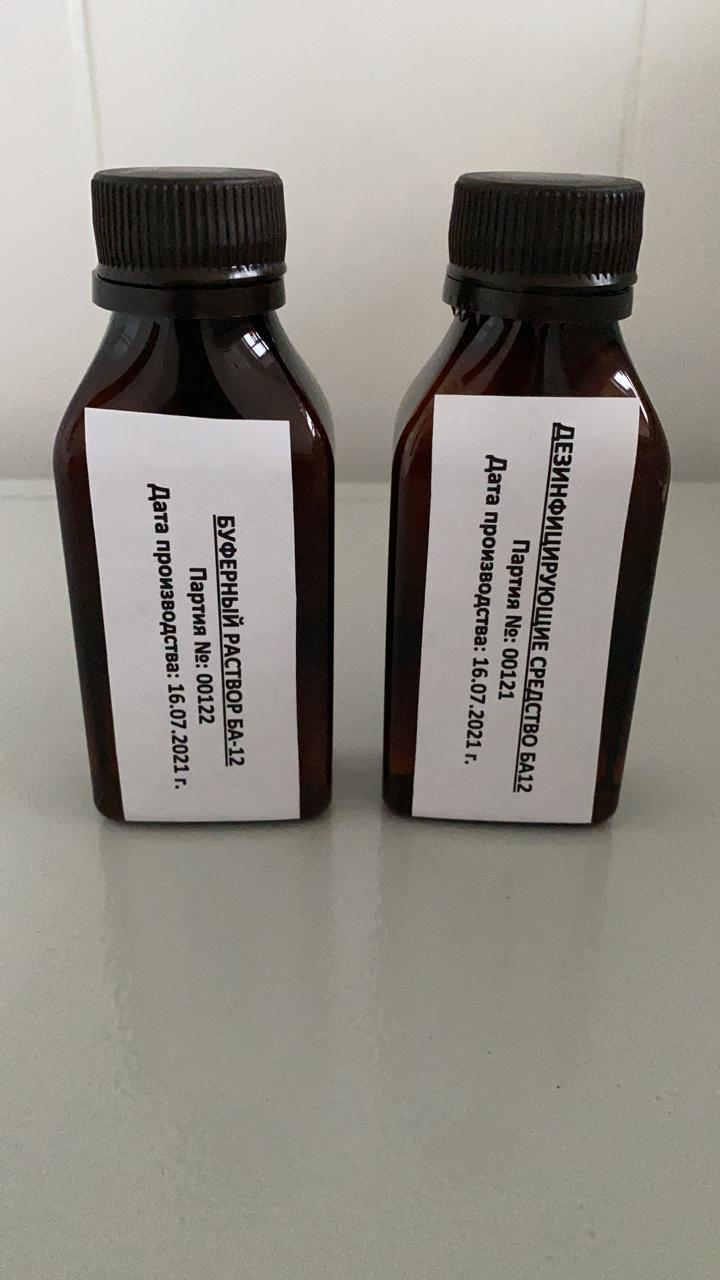 БУФЕРНЫЙ РАСТВОР БА-12
Партия №: 00122
Дата производства: 16.07.2021 г.
ДЕЗИНФИЦИРУЮЩИЕ СРЕДСТВО БА12
Партия №: 00121
Дата производства: 16.07.2021 г.